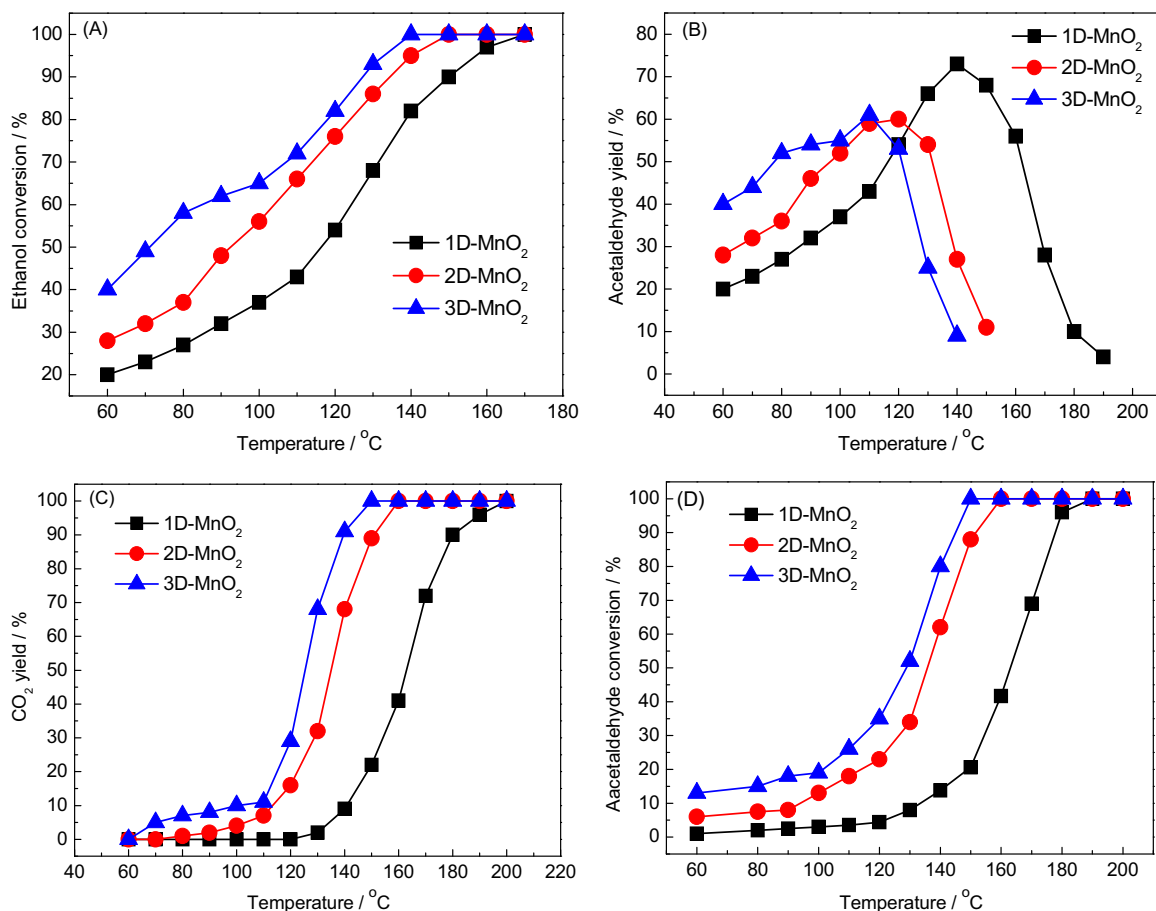 (A)
Ethanol conversion / %
100
90
80
70
60
50
40
30
20
1D-MnO2
2D-MnO2
3D-MnO2
60 80 100 120 140 160 180
Temperature / °C
(B)
Acetaldehyde yield / %
80
70
60
50
40
30
20
10
0
1D-MnO2
2D-MnO2
3D-MnO2
40 60 80 100 120 140 160 180 200
Temperature / °C
(C)
CO2 yield / %
100
90
80
70
60
50
40
30
20
10
0
1D-MnO2
2D-MnO2
3D-MnO2
40 60 80 100 120 140 160 180 200 220
Temperature / °C
(D)
Aacetaldehyde conversion / %
100
90
80
70
60
50
40
30
20
10
0
1D-MnO2
2D-MnO2
3D-MnO2
60 80 100 120 140 160 180 200
Temperature / °C